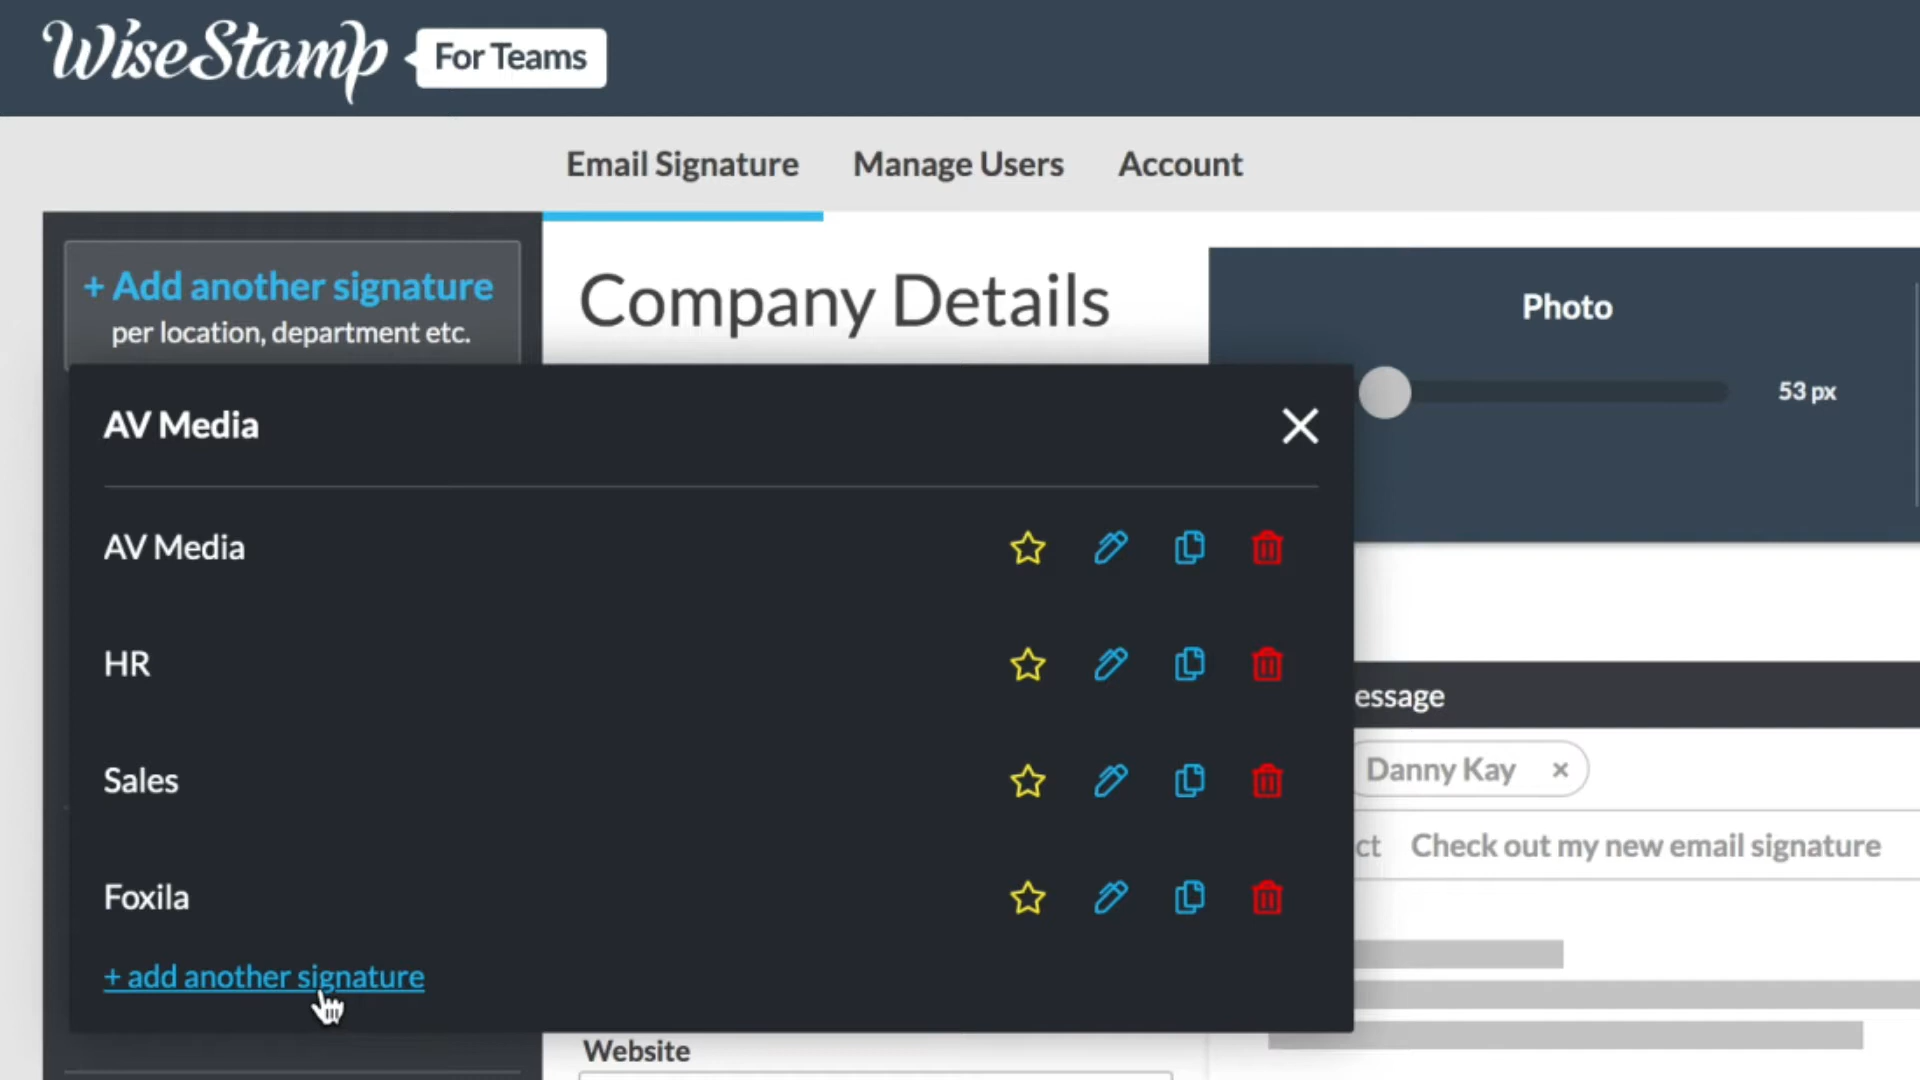 WiseStamp
For Teams
Email Signature
Manage Users
Account
+ Add another signature
per location, department etc.
Company Details
Photo
53 px
AV Media
AV Media
HR
Sales
Foxila
+ add another signature
essage
Danny Kay ×
ct Check out my new email signature
Website